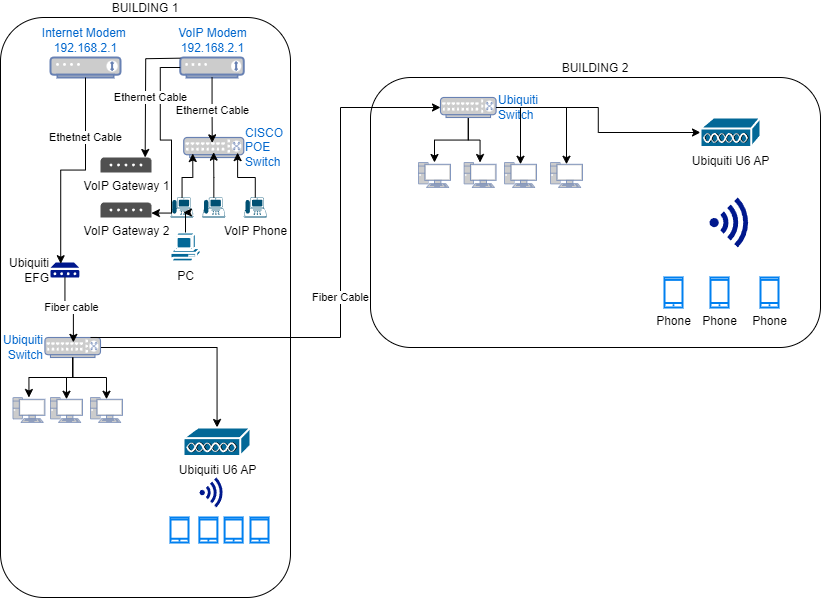 BUILDING 1
Internet Modem
192.168.2.1
VoIP Modem
192.168.2.1
Ethernet Cable
Ethernet Cable
Ethetnet Cable
CISCO
POE
Switch
VoIP Gateway 1
VoIP Gateway 2
VoIP Phone
PC
Ubiquiti
EFG
Fiber cable
Ubiquiti
Switch
Ubiquiti U6 AP
Fiber Cable
BUILDING 2
Ubiquiti
Switch
Ubiquiti U6 AP
Phone
Phone
Phone